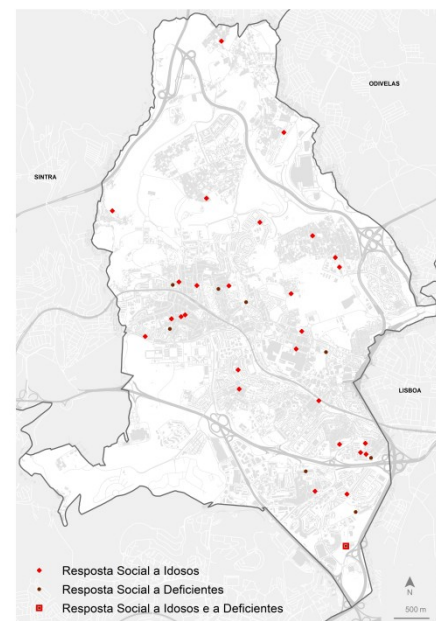 ODIVELAS
SINTRA
LISBOA
Resposta Social a Idosos
Resposta Social a Deficientes
Resposta Social a Idosos e a Deficientes
N
500 m